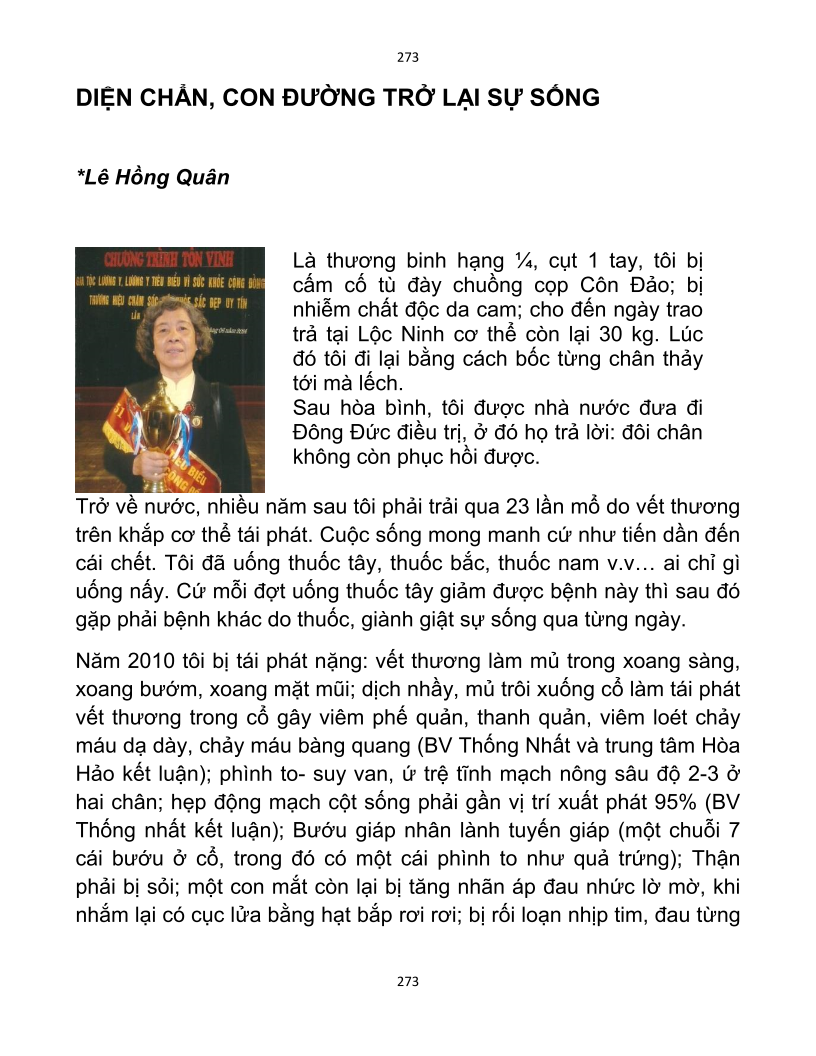 273
DIỆN CHẨN, CON ĐƯỜNG TRỞ LẠI SỰ SỐNG
*Lê Hồng Quân
CHƯƠNG TRÌNH TÔN VINH
GIA TỘC LƯƠNG Y, LƯƠNG Y TIÊU BIỂU VÌ SỨC KHỎE CỘNG ĐỒNG
THƯƠNG HIỆU CHĂM SÓC SẮC ĐẸP UY TÍN
LẦN
TIÊU BIỂU
Là thương binh hạng ¼, cụt 1 tay, tôi bị
cấm cố tù đày chuồng cọp Côn Đảo; bị
nhiễm chất độc da cam; cho đến ngày trao
trả tại Lộc Ninh cơ thể còn lại 30 kg. Lúc
đó tôi đi lại bằng cách bốc từng chân thảy
tới mà lếch.
Sau hòa bình, tôi được nhà nước đưa đi
Đông Đức điều trị, ở đó họ trả lời: đôi chân
không còn phục hồi được.
Trở về nước, nhiều năm sau tôi phải trải qua 23 lần mổ do vết thương
trên khắp cơ thể tái phát. Cuộc sống mong manh cứ như tiến dần đến
cái chết. Tôi đã uống thuốc tây, thuốc bắc, thuốc nam v.v… ai chỉ gì
uống nấy. Cứ mỗi đợt uống thuốc tây giảm được bệnh này thì sau đó
gặp phải bệnh khác do thuốc, giành giật sự sống qua từng ngày.
Năm 2010 tôi bị tái phát nặng: vết thương làm mủ trong xoang sàng,
xoang bướm, xoang mặt mũi; dịch nhầy, mủ trôi xuống cổ làm tái phát
vết thương trong cổ gây viêm phế quản, thanh quản, viêm loét chảy
máu dạ dày, chảy máu bàng quang (BV Thống Nhất và trung tâm Hòa
Hảo kết luận); phình to- suy van, ứ trệ tĩnh mạch nông sâu độ 2-3 ở
hai chân; hẹp động mạch cột sống phải gần vị trí xuất phát 95% (BV
Thống nhất kết luận); Bướu giáp nhân lành tuyến giáp (một chuỗi 7
cái bướu ở cổ, trong đó có một cái phình to như quả trứng); Thận
phải bị sỏi; một con mắt còn lại bị tăng nhãn áp đau nhức lờ mờ, khi
nhắm lại có cục lửa bằng hạt bắp rơi rơi; bị rối loạn nhịp tim, đau từng
273